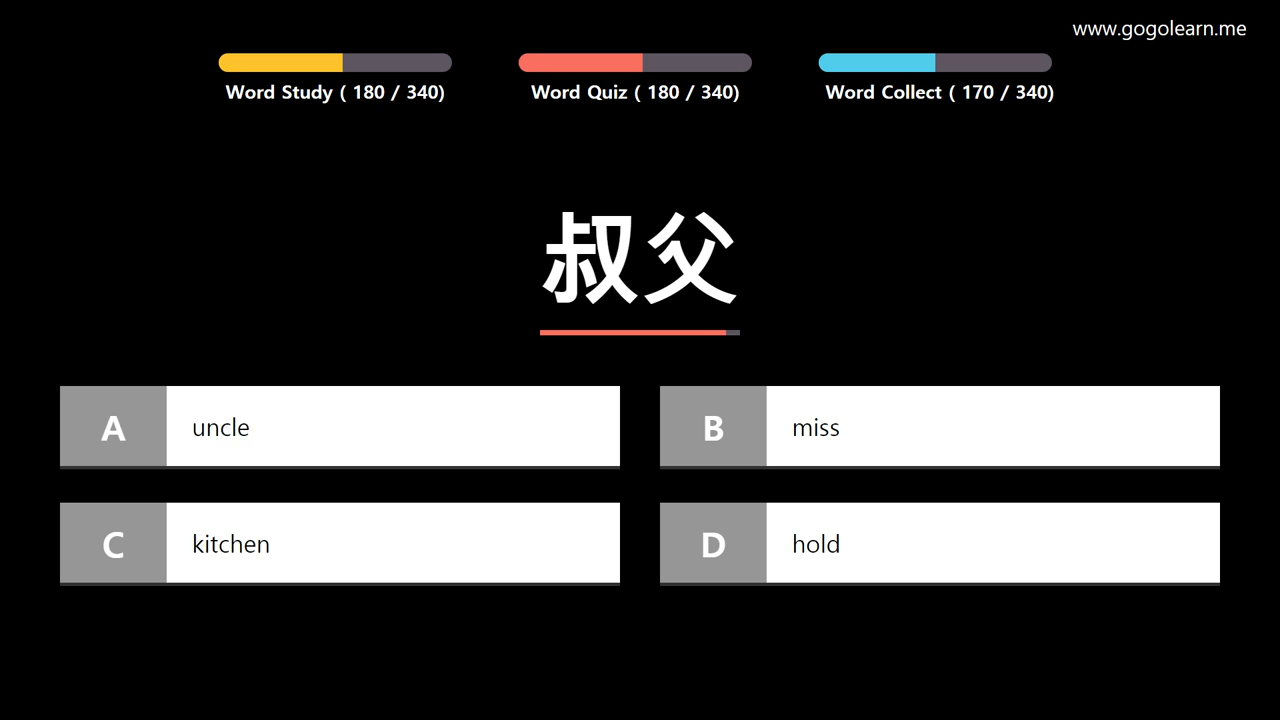 www.gogolearn.me
Word Study ( 180 / 340)
Word Quiz ( 180 / 340)
Word Collect ( 170 / 340)
叔父
A uncle
B miss
C kitchen
D hold